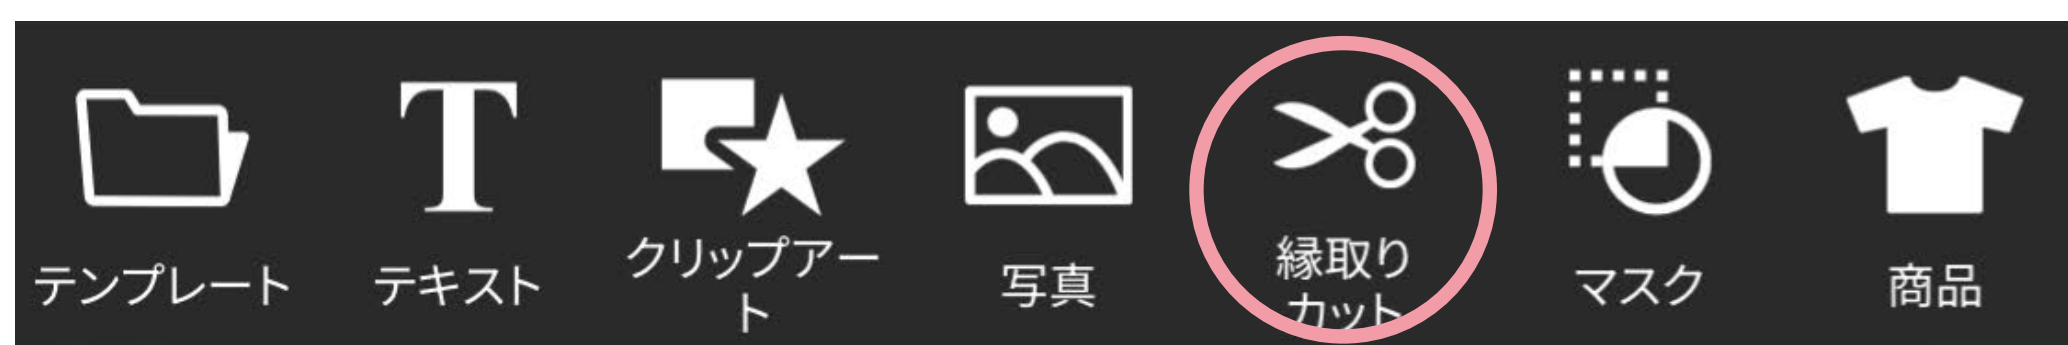 テンプレート
テキスト
クリップアー
ト
写真
縁取り
カット
マスク
商品